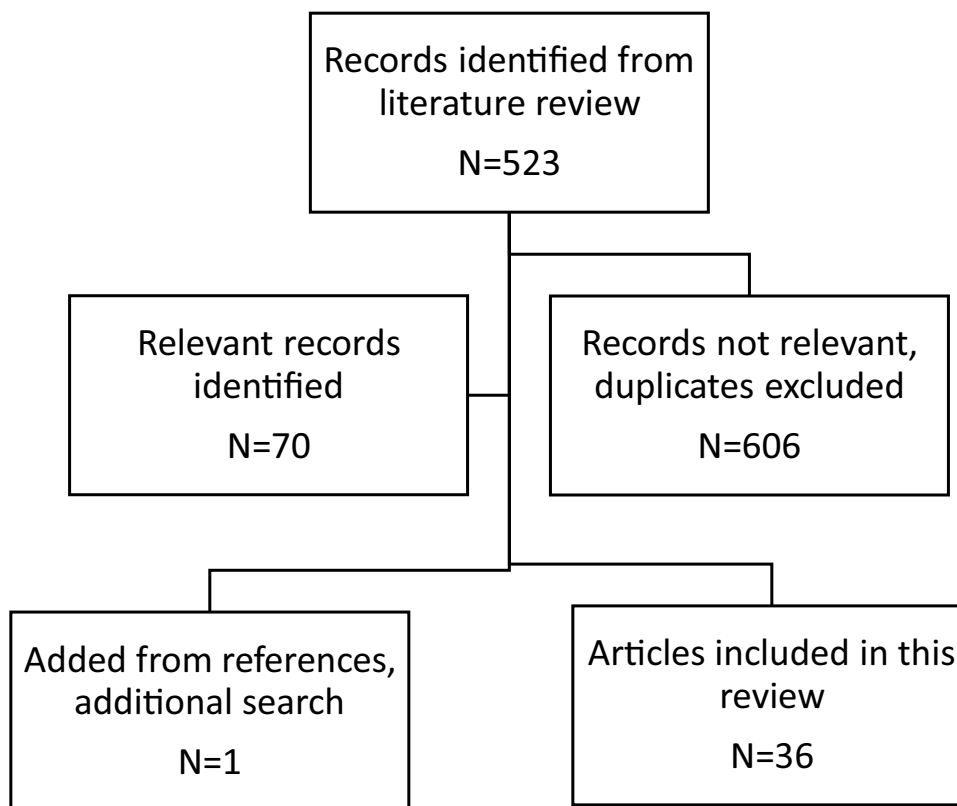 Records identified from
literature review
N=523
Relevant records
identified
N=70
Records not relevant,
duplicates excluded
N=606
Added from references,
additional search
N=1
Articles included in this
review
N=36